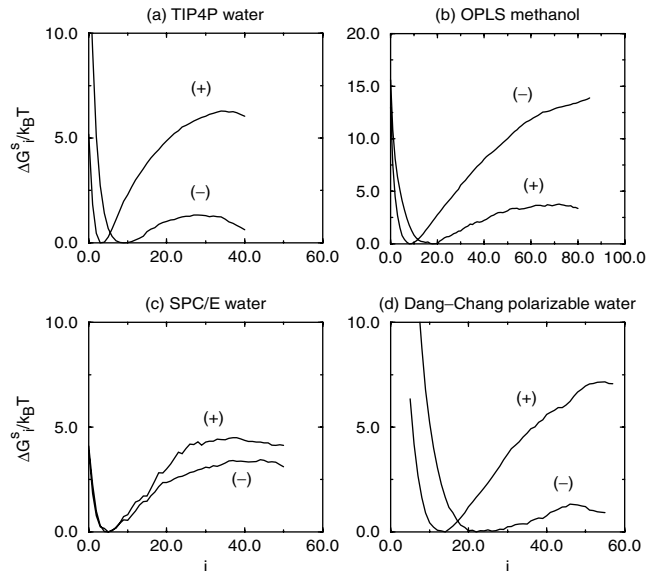 (a) TIP4P water
(b) OPLS methanol
10.0
5.0
0.0
ΔGˢᵢ/k_BT
(+)
(−)
0.0 20.0 40.0 60.0
20.0
15.0
10.0
5.0
0.0
(−)
(+)
0.0 20.0 40.0 60.0 80.0 100.0
(c) SPC/E water
(d) Dang−Chang polarizable water
10.0
5.0
0.0
ΔGˢᵢ/k_BT
(+)
(−)
0.0 20.0 40.0 60.0
i
10.0
5.0
0.0
(+)
(−)
0.0 20.0 40.0 60.0
i